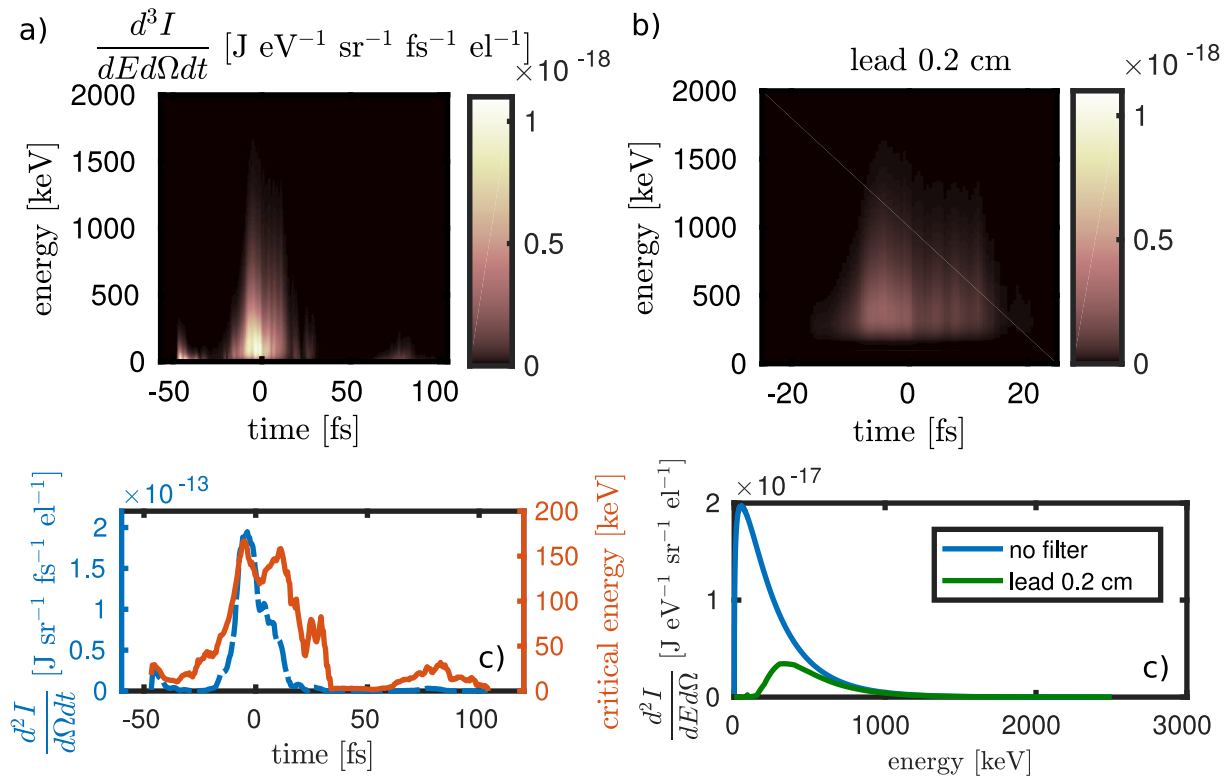 a)
d³I
dEdΩdt
[J eV⁻¹ sr⁻¹ fs⁻¹ el⁻¹]
×10⁻¹⁸
2000
1500
1000
500
0
energy [keV]
-50 0 50 100
time [fs]
1
0.5
0
b)
lead 0.2 cm
×10⁻¹⁸
2000
1500
1000
500
0
energy [keV]
-20 0 20
time [fs]
1
0.5
0
×10⁻¹³
d²I
dΩdt
[J sr⁻¹ fs⁻¹ el⁻¹]
2
1.5
1
0.5
0
-50 0 50 100
time [fs]
200
150
100
50
0
critical energy [keV]
c)
×10⁻¹⁷
d²I
dEdΩ
[J eV⁻¹ sr⁻¹ el⁻¹]
2
1
0
no filter
lead 0.2 cm
c)
0 1000 2000 3000
energy [keV]